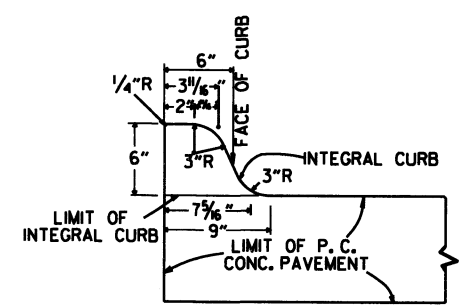 6"
FACE OF CURB
1/4"R
3 11/16"
6"
3"R
INTEGRAL CURB
3"R
LIMIT OF
INTEGRAL CURB
7 5/16"
9"
LIMIT OF P. C.
CONC. PAVEMENT